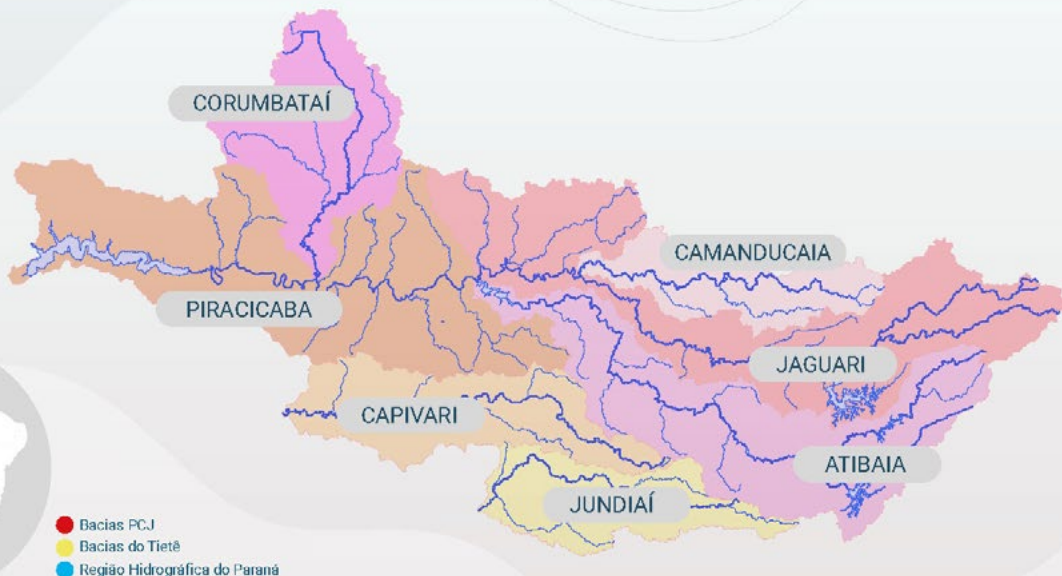 CORUMBATAÍ
CAMANDUCAIA
PIRACICABA
JAGUARI
CAPIVARI
ATIBAIA
JUNDIAÍ
Bacias PCJ
Bacias do Tietê
Região Hidrográfica do Paraná